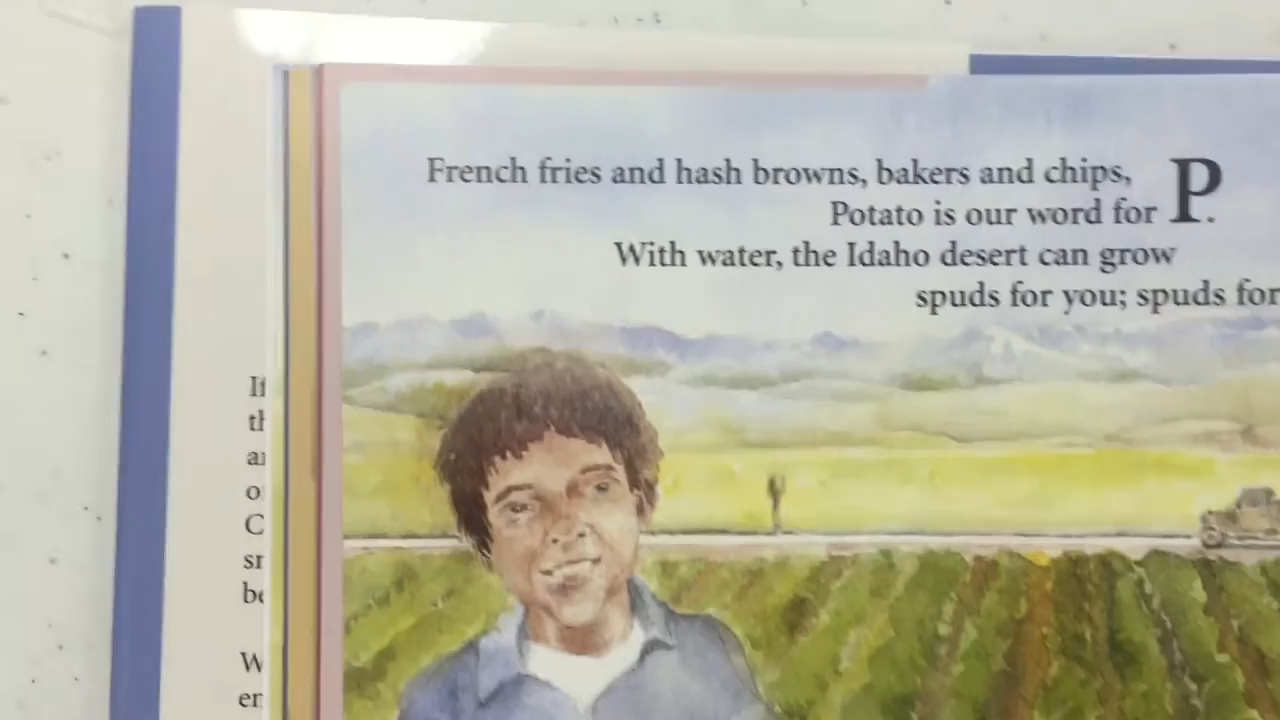 French fries and hash browns, bakers and chips,
Potato is our word for P.
With water, the Idaho desert can grow
spuds for you; spuds for
If
W